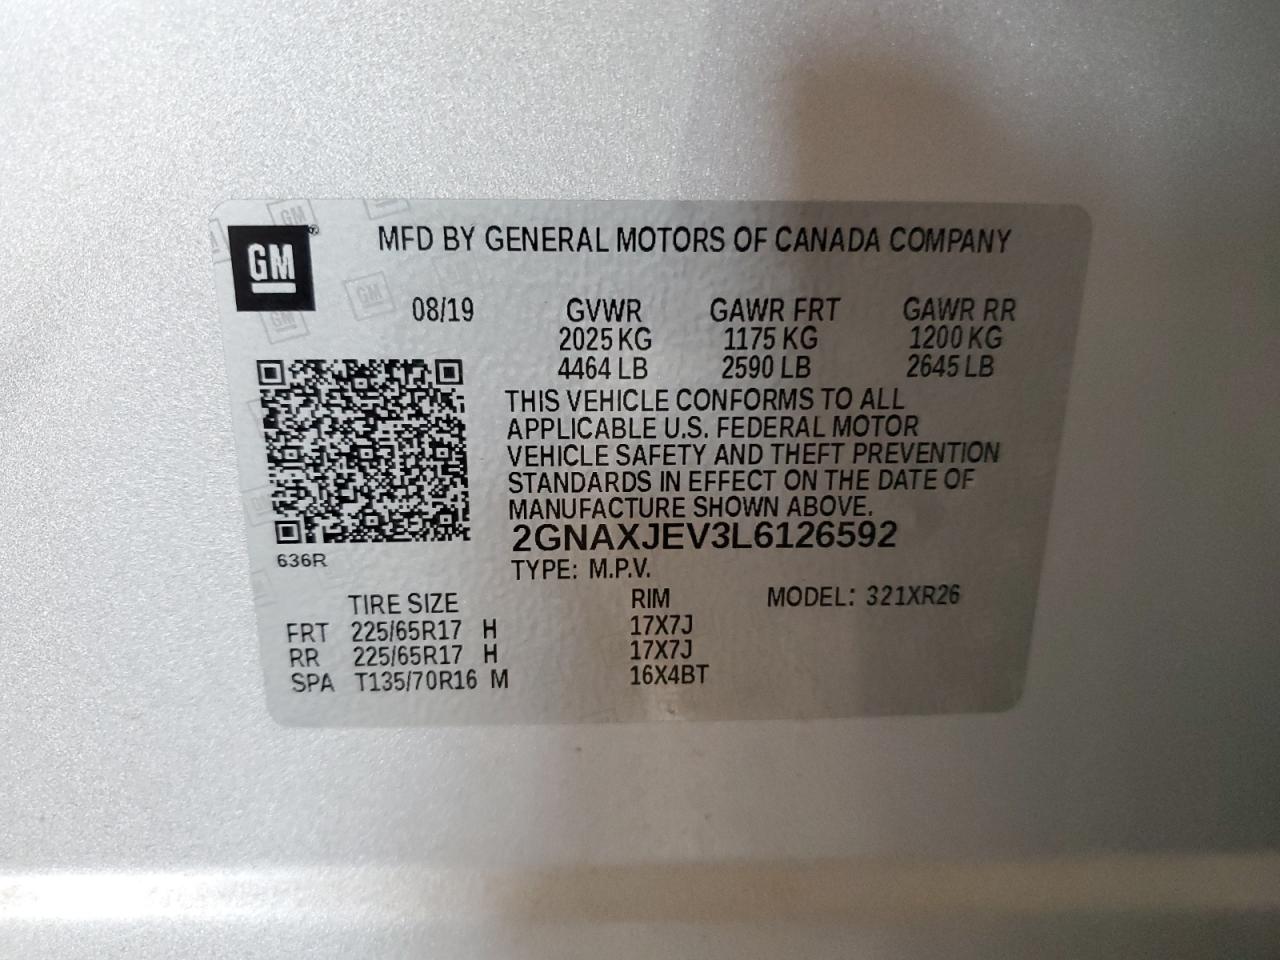 GM
MFD BY GENERAL MOTORS OF CANADA COMPANY
08/19 GVWR GAWR FRT GAWR RR
2025 KG 1175 KG 1200 KG
4464 LB 2590 LB 2645 LB
THIS VEHICLE CONFORMS TO ALL
APPLICABLE U.S. FEDERAL MOTOR
VEHICLE SAFETY AND THEFT PREVENTION
STANDARDS IN EFFECT ON THE DATE OF
MANUFACTURE SHOWN ABOVE.
2GNAXJEV3L6126592
636R
TYPE: M.P.V.
TIRE SIZE RIM MODEL: 321XR26
FRT 225/65R17 H 17X7J
RR 225/65R17 H 17X7J
SPA T135/70R16 M 16X4BT